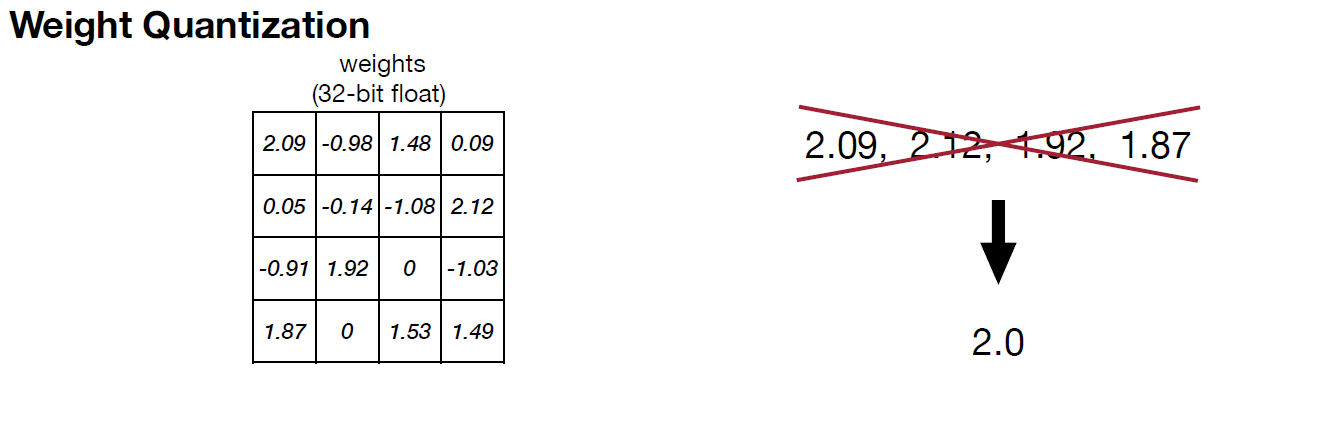 Weight Quantization
weights
(32-bit float)
2.09 -0.98 1.48 0.09
0.05 -0.14 -1.08 2.12
-0.91 1.92 0 -1.03
1.87 0 1.53 1.49
2.09, 2.12, 1.92, 1.87
2.0